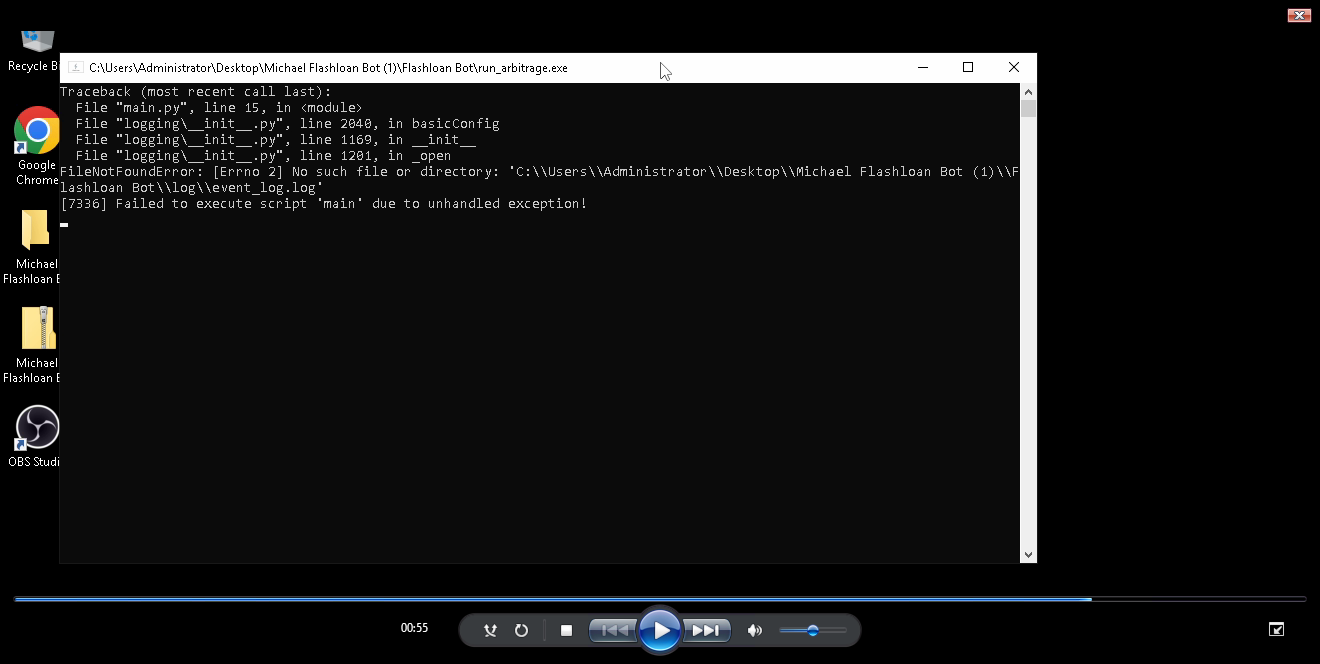 Recycle Bi
C:\Users\Administrator\Desktop\Michael Flashloan Bot (1)\Flashloan Bot\run_arbitrage.exe
Traceback (most recent call last):
File "main.py", line 15, in <module>
File "logging\__init__.py", line 2040, in basicConfig
File "logging\__init__.py", line 1169, in __init__
File "logging\__init__.py", line 1201, in _open
FileNotFoundError: [Errno 2] No such file or directory: 'C:\\Users\\Administrator\\Desktop\\Michael Flashloan Bot (1)\\F
lashloan Bot\\log\\event_log.log'
[7336] Failed to execute script 'main' due to unhandled exception!
Google
Chrome
Michael
Flashloan B
Michael
Flashloan B
OBS Studi
00:55